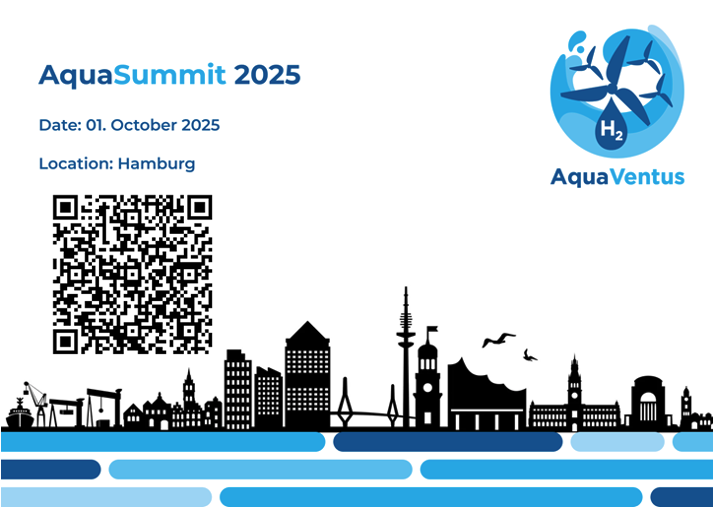 AquaSummit 2025
Date: 01. October 2025
Location: Hamburg
H2
AquaVentus